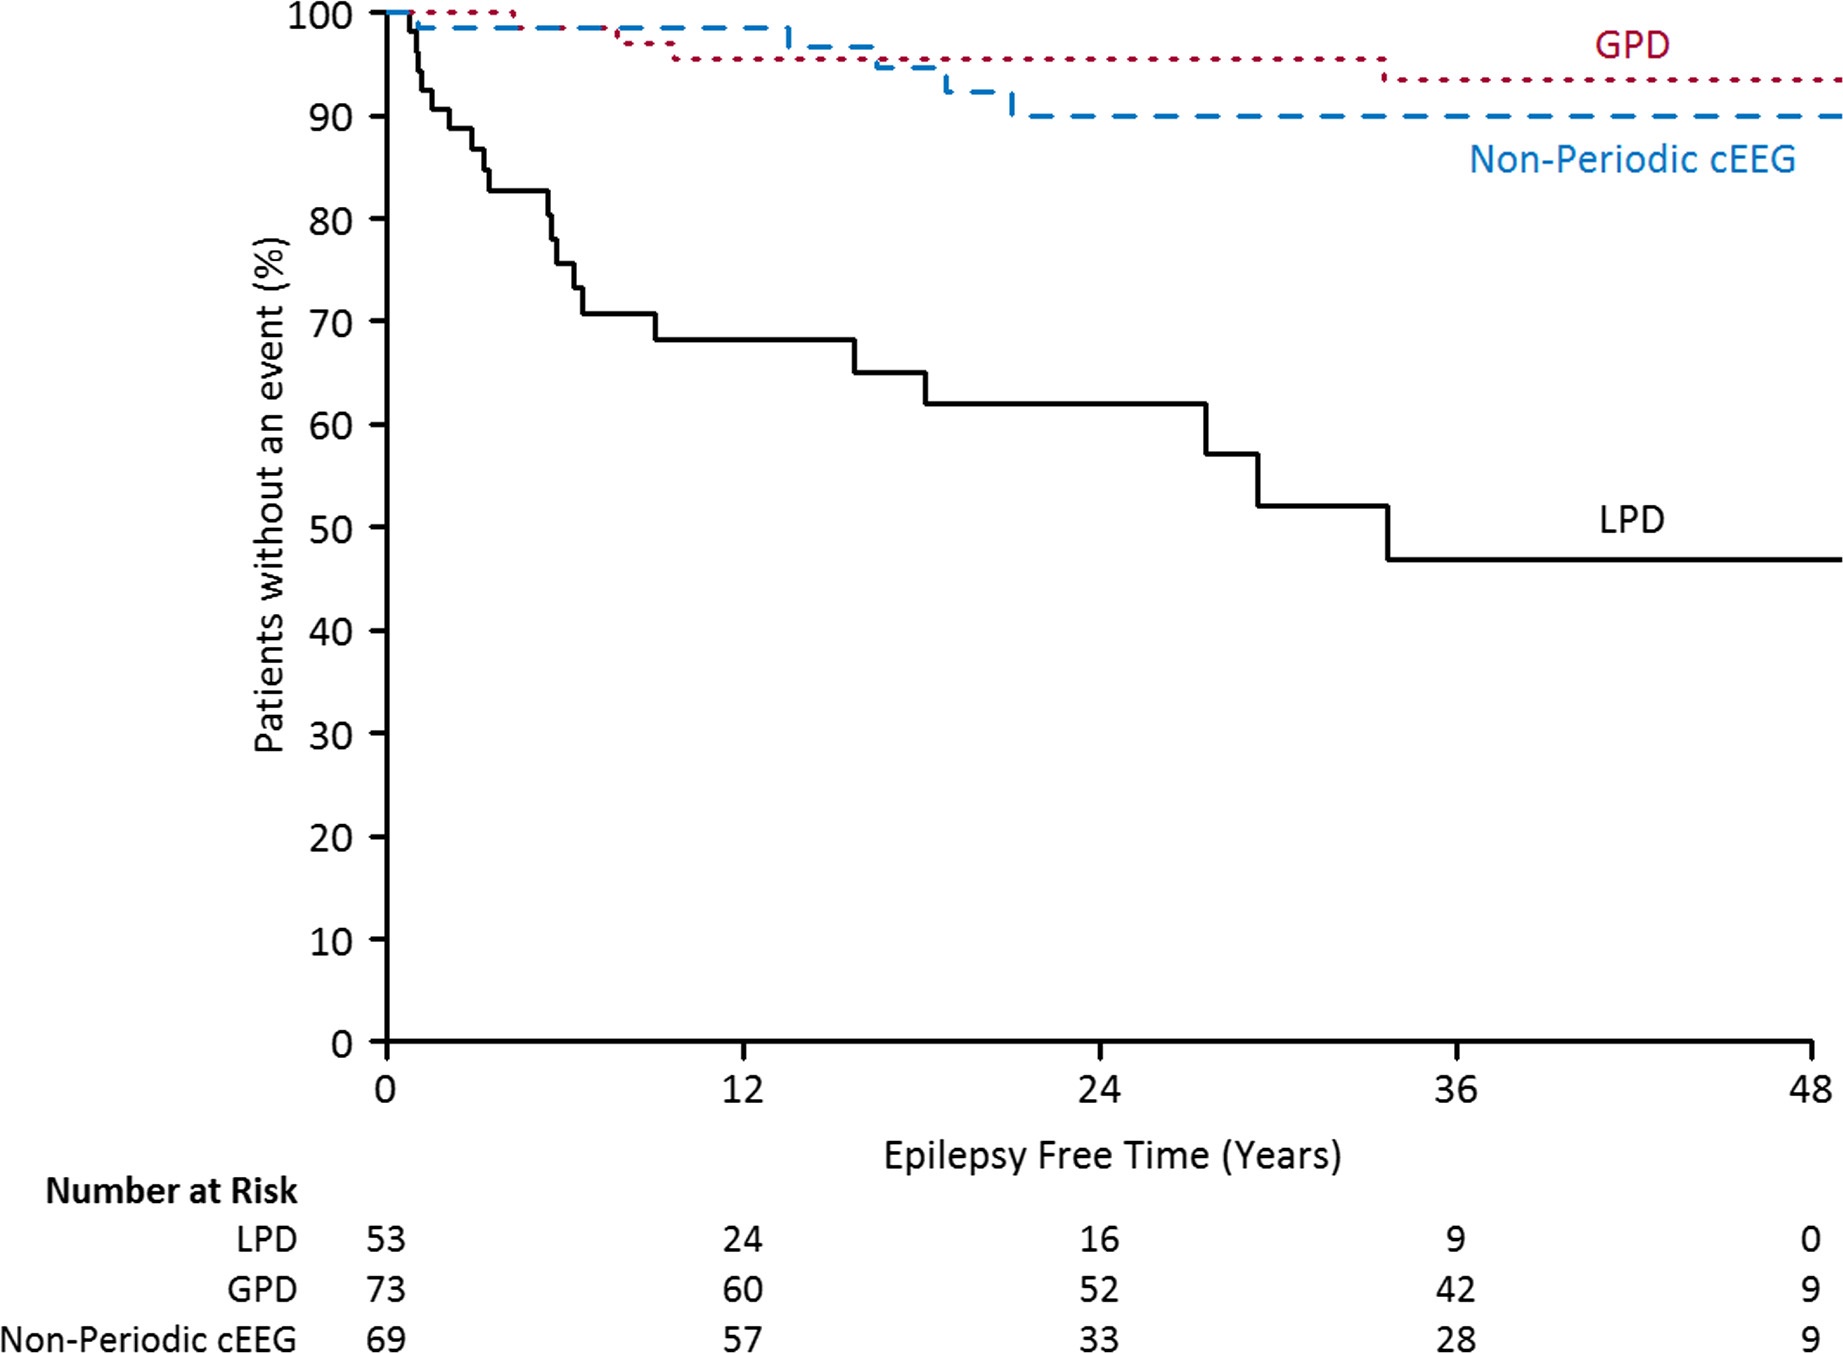 100
GPD
90
Non-Periodic cEEG
80
70
60
50
LPD
40
30
20
10
0
Patients without an event (%)
0 12 24 36 48
Epilepsy Free Time (Years)
Number at Risk
LPD 53 24 16 9 0
GPD 73 60 52 42 9
Non-Periodic cEEG 69 57 33 28 9